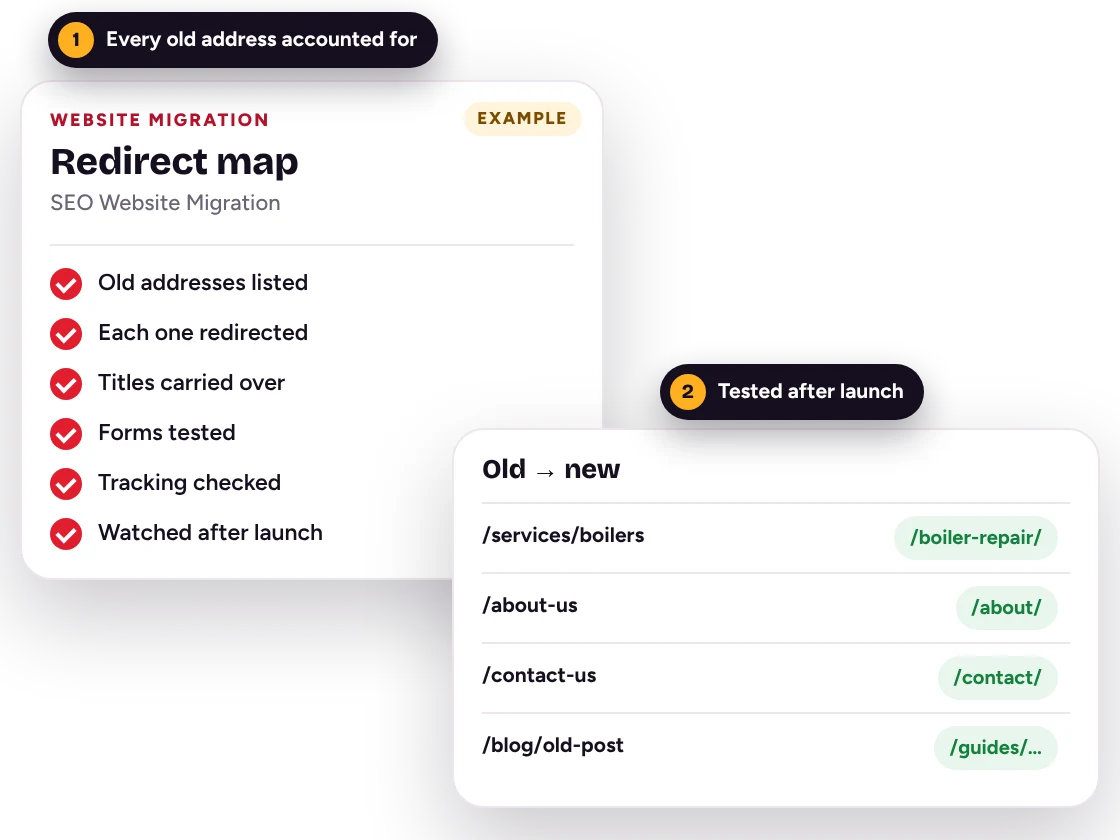 1 Every old address accounted for
WEBSITE MIGRATION
EXAMPLE
Redirect map
SEO Website Migration
Old addresses listed
Each one redirected
Titles carried over
Forms tested
Tracking checked
Watched after launch
2 Tested after launch
Old → new
/services/boilers /boiler-repair/
/about-us /about/
/contact-us /contact/
/blog/old-post /guides/...